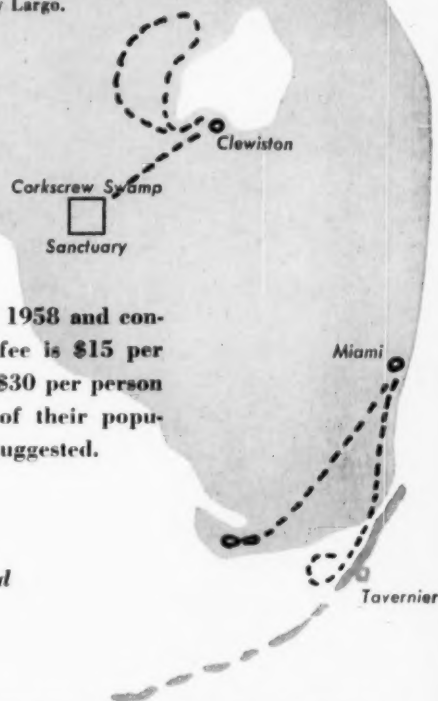 Largo.
Clewiston
Corkscrew Swamp
Sanctuary
1958 and con-
fee is $15 per
$30 per person
of their popu-
uggested.
Miami
Tavernier